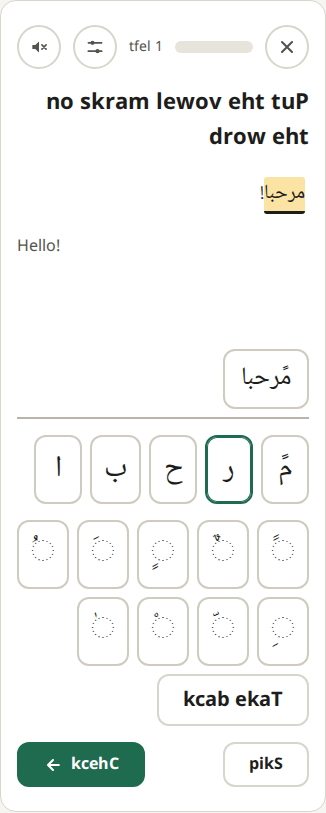 tfel 1
no skram lewov eht tuP
drow eht
مرحبا!
Hello!
مًرحبا
مً ر ح ب ا
◌ً ◌ٌ ◌ٍ ◌َ ◌ُ
◌ِ ◌ّ ◌ْ ◌ٰ
kcab ekaT
← kcehC
pikS